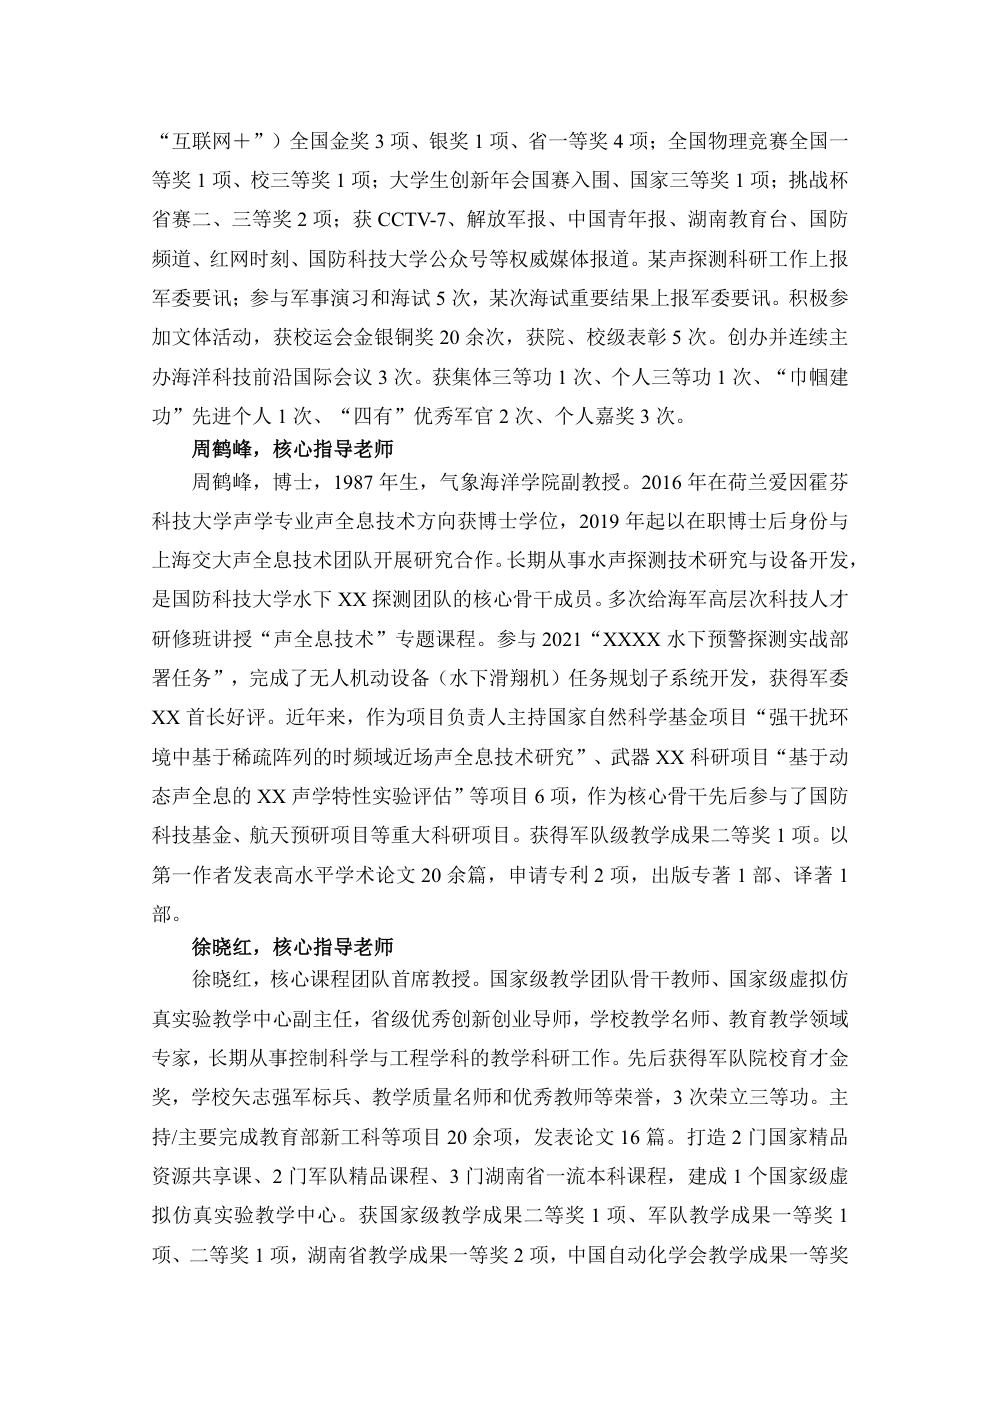 “互联网＋”）全国金奖 3 项、银奖 1 项、省一等奖 4 项；全国物理竞赛全国一
等奖 1 项、校三等奖 1 项；大学生创新年会国赛入围、国家三等奖 1 项；挑战杯
省赛二、三等奖 2 项；获 CCTV-7、解放军报、中国青年报、湖南教育台、国防
频道、红网时刻、国防科技大学公众号等权威媒体报道。某声探测科研工作上报
军委要讯；参与军事演习和海试 5 次，某次海试重要结果上报军委要讯。积极参
加文体活动，获校运会金银铜奖 20 余次，获院、校级表彰 5 次。创办并连续主
办海洋科技前沿国际会议 3 次。获集体三等功 1 次、个人三等功 1 次、“巾帼建
功”先进个人 1 次、“四有”优秀军官 2 次、个人嘉奖 3 次。
周鹤峰，核心指导老师
周鹤峰，博士，1987 年生，气象海洋学院副教授。2016 年在荷兰爱因霍芬
科技大学声学专业声全息技术方向获博士学位，2019 年起以在职博士后身份与
上海交大声全息技术团队开展研究合作。长期从事水声探测技术研究与设备开发，
是国防科技大学水下 XX 探测团队的核心骨干成员。多次给海军高层次科技人才
研修班讲授“声全息技术”专题课程。参与 2021“XXXX 水下预警探测实战部
署任务”，完成了无人机动设备（水下滑翔机）任务规划子系统开发，获得军委
XX 首长好评。近年来，作为项目负责人主持国家自然科学基金项目“强干扰环
境中基于稀疏阵列的时频域近场声全息技术研究”、武器 XX 科研项目“基于动
态声全息的 XX 声学特性实验评估”等项目 6 项，作为核心骨干先后参与了国防
科技基金、航天预研项目等重大科研项目。获得军队级教学成果二等奖 1 项。以
第一作者发表高水平学术论文 20 余篇，申请专利 2 项，出版专著 1 部、译著 1
部。
徐晓红，核心指导老师
徐晓红，核心课程团队首席教授。国家级教学团队骨干教师、国家级虚拟仿
真实验教学中心副主任，省级优秀创新创业导师，学校教学名师、教育教学领域
专家，长期从事控制科学与工程学科的教学科研工作。先后获得军队院校育才金
奖，学校矢志强军标兵、教学质量名师和优秀教师等荣誉，3 次荣立三等功。主
持/主要完成教育部新工科等项目 20 余项，发表论文 16 篇。打造 2 门国家精品
资源共享课、2 门军队精品课程、3 门湖南省一流本科课程，建成 1 个国家级虚
拟仿真实验教学中心。获国家级教学成果二等奖 1 项、军队教学成果一等奖 1
项、二等奖 1 项，湖南省教学成果一等奖 2 项，中国自动化学会教学成果一等奖